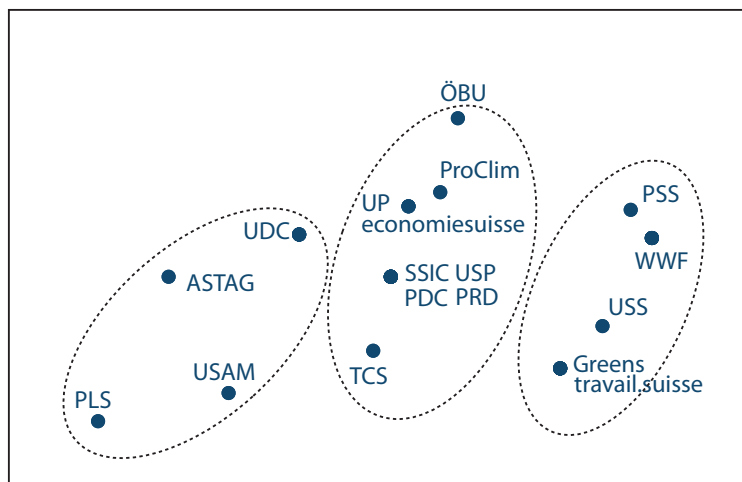 ÖBU
ProClim
UP
economiesuisse
PSS
WWF
UDC
ASTAG
SSIC USP
PDC PRD
USS
TCS
Greens
travail.suisse
USAM
PLS